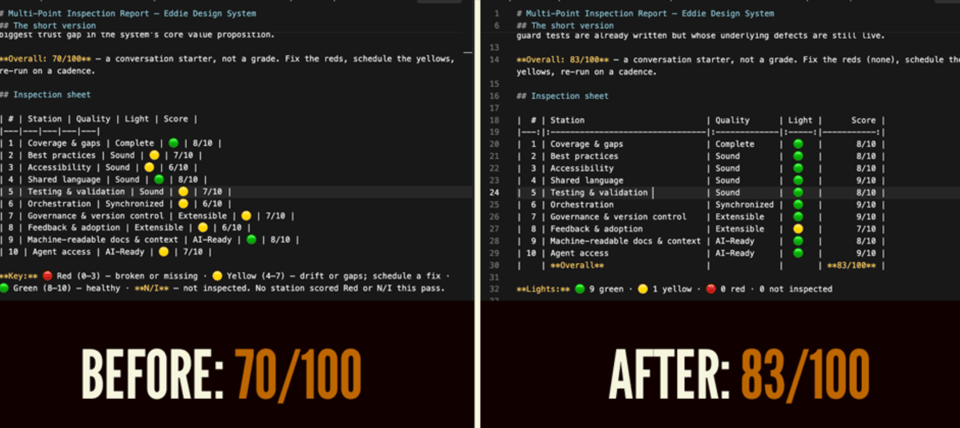 # Multi-Point Inspection Report — Eddie Design System
## The short version
biggest trust gap in the system's core value proposition.
**Overall: 70/100** — a conversation starter, not a grade. Fix the reds, schedule the yellows,
re-run on a cadence.
## Inspection sheet
| # | Station | Quality | Light | Score |
|---|---|---|---|---|
| 1 | Coverage & gaps | Complete | 🟢 | 8/10 |
| 2 | Best practices | Sound | 🟡 | 7/10 |
| 3 | Accessibility | Sound | 🟡 | 6/10 |
| 4 | Shared language | Sound | 🟢 | 8/10 |
| 5 | Testing & validation | Sound | 🟡 | 7/10 |
| 6 | Orchestration | Synchronized | 🟡 | 6/10 |
| 7 | Governance & version control | Extensible | 🟡 | 7/10 |
| 8 | Feedback & adoption | Extensible | 🟡 | 6/10 |
| 9 | Machine-readable docs & context | AI-Ready | 🟢 | 8/10 |
| 10 | Agent access | AI-Ready | 🟡 | 7/10 |
**Key:** 🔴 Red (0–3) — broken or missing · 🟡 Yellow (4–7) — drift or gaps; schedule a fix ·
🟢 Green (8–10) — healthy · **N/I** — not inspected. No station scored Red or N/I this pass.
BEFORE: 70/100
1 # Multi-Point Inspection Report — Eddie Design System
6 ## The short version
guard tests are already written but whose underlying defects are still live.
13
14 **Overall: 83/100** — a conversation starter, not a grade. Fix the reds (none), schedule the
yellows, re-run on a cadence.
15
16 ## Inspection sheet
17
18 | # | Station | Quality | Light | Score |
19 |---:|:---|:---|:---:|---:|
20 | 1 | Coverage & gaps | Complete | 🟢 | 8/10 |
21 | 2 | Best practices | Sound | 🟢 | 8/10 |
22 | 3 | Accessibility | Sound | 🟢 | 8/10 |
23 | 4 | Shared language | Sound | 🟢 | 9/10 |
24 | 5 | Testing & validation | Sound | 🟢 | 8/10 |
25 | 6 | Orchestration | Synchronized | 🟢 | 9/10 |
26 | 7 | Governance & version control | Extensible | 🟢 | 9/10 |
27 | 8 | Feedback & adoption | Extensible | 🟡 | 7/10 |
28 | 9 | Machine-readable docs & context | AI-Ready | 🟢 | 8/10 |
29 | 10 | Agent access | AI-Ready | 🟢 | 9/10 |
30 | | **Overall** | | | **83/100** |
31
32 **Lights:** 🟢 9 green · 🟡 1 yellow · 🔴 0 red · 0 not inspected
AFTER: 83/100